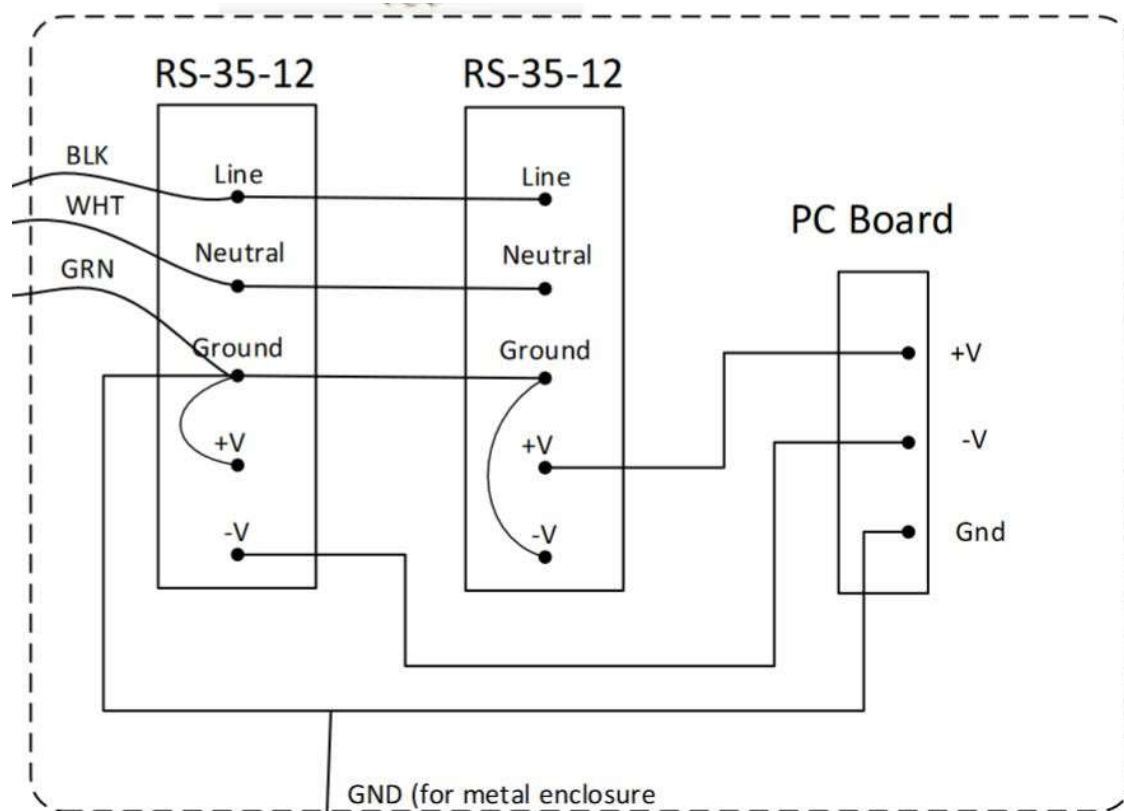 RS-35-12
RS-35-12
BLK
Line
Line
WHT
PC Board
Neutral
Neutral
GRN
Ground
Ground
+V
+V
+V
-V
-V
-V
Gnd
GND (for metal enclosure